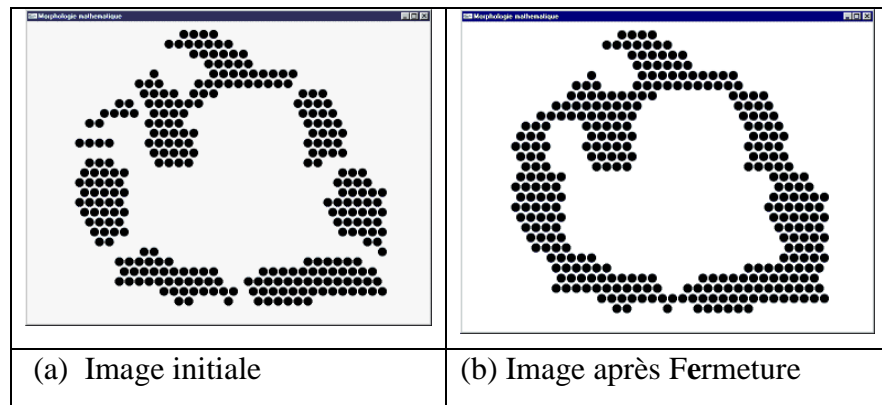 Morphologie mathematique
Morphologie mathematique
(a) Image initiale
(b) Image après Fermeture